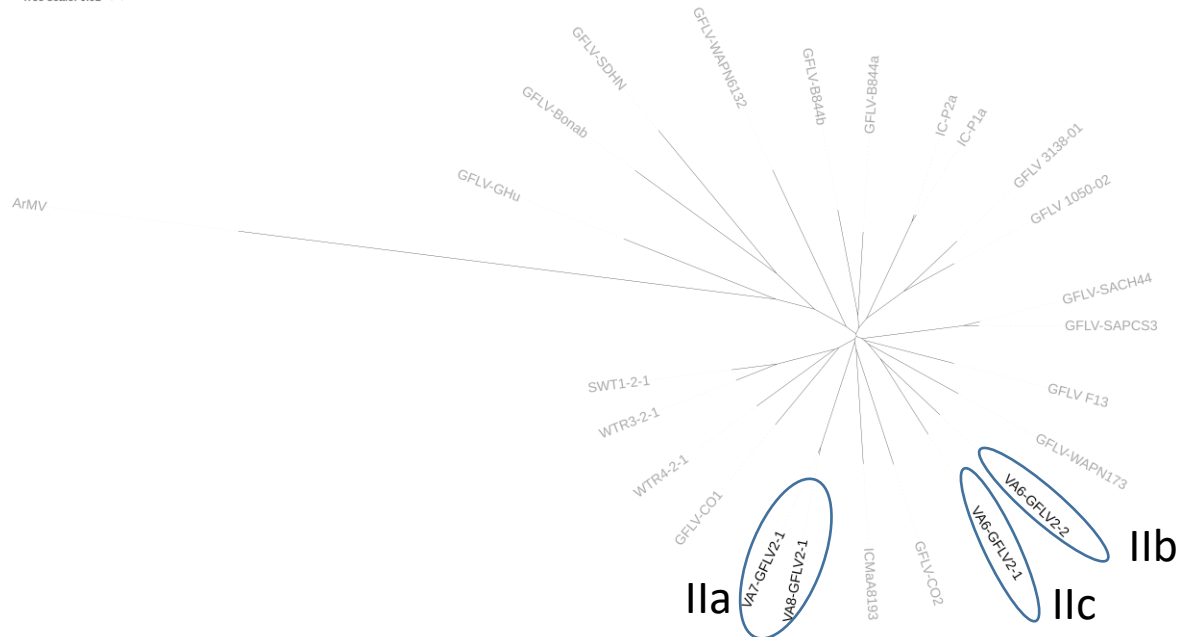 GFLV-WAPN6132
GFLV-SDHN
GFLV-B844b
GFLV-B844a
IC-P2a
IC-P1a
GFLV-Bonab
GFLV 3138-01
GFLV-GHu
GFLV 1050-02
ArMV
GFLV-SACH44
GFLV-SAPCS3
SWT1-2-1
GFLV F13
WTR3-2-1
WTR4-2-1
GFLV-WAPN173
GFLV-CO1
VA6-GFLV2-2
VA6-GFLV2-1
IIb
VA7-GFLV2-1
VA8-GFLV2-1
ICMaA8193
GFLV-CO2
IIa
IIc